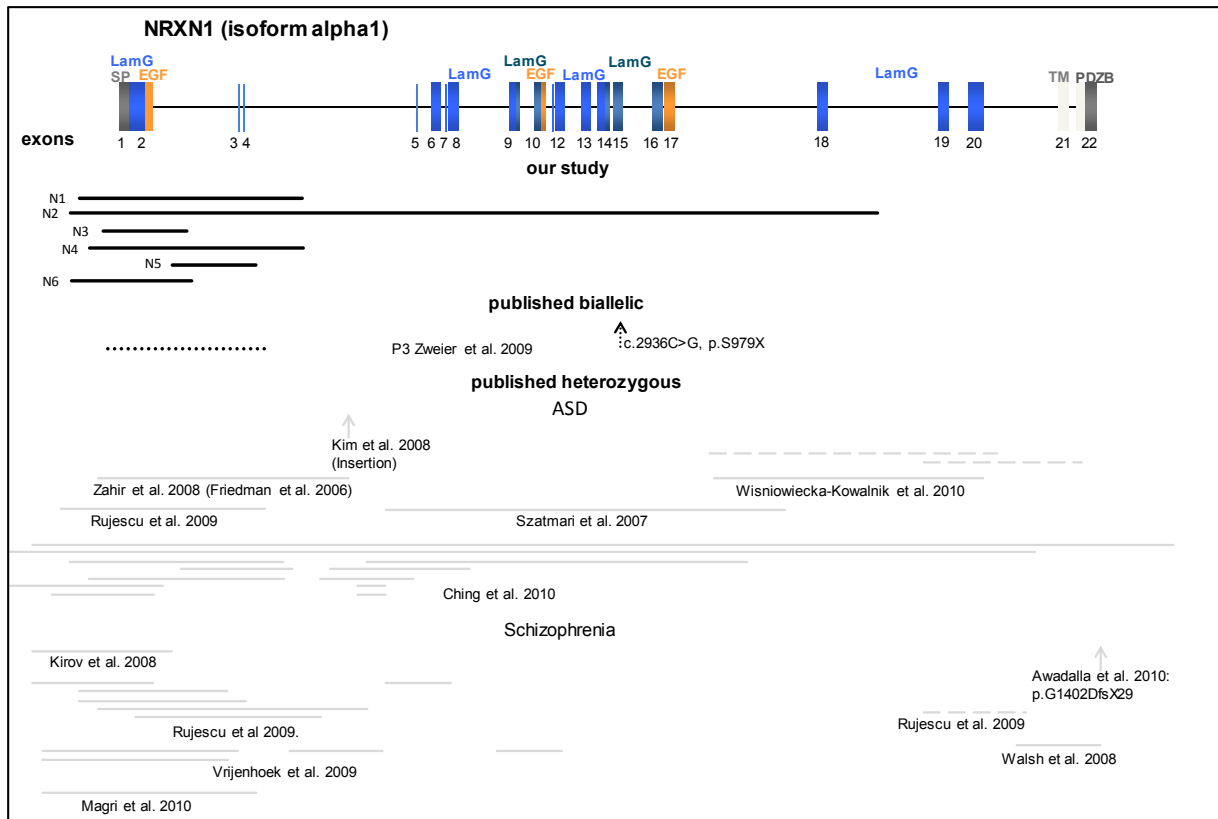 NRXN1 (isoform alpha1)
LamG LamG LamG
SP EGF LamG EGF LamG EGF LamG TM PDZB
exons 1 2 3 4 5 6 7 8 9 10 12 13 14 15 16 17 18 19 20 21 22
our study
N1
N2
N3
N4
N5
N6
published biallelic
P3 Zweier et al. 2009 c.2936C>G, p.S979X
published heterozygous
ASD
Kim et al. 2008
(Insertion)
Zahir et al. 2008 (Friedman et al. 2006) Wisniowiecka-Kowalnik et al. 2010
Rujescu et al. 2009 Szatmari et al. 2007
Ching et al. 2010
Schizophrenia
Kirov et al. 2008
Awadalla et al. 2010:
p.G1402DfsX29
Rujescu et al 2009. Rujescu et al. 2009
Vrijenhoek et al. 2009 Walsh et al. 2008
Magri et al. 2010